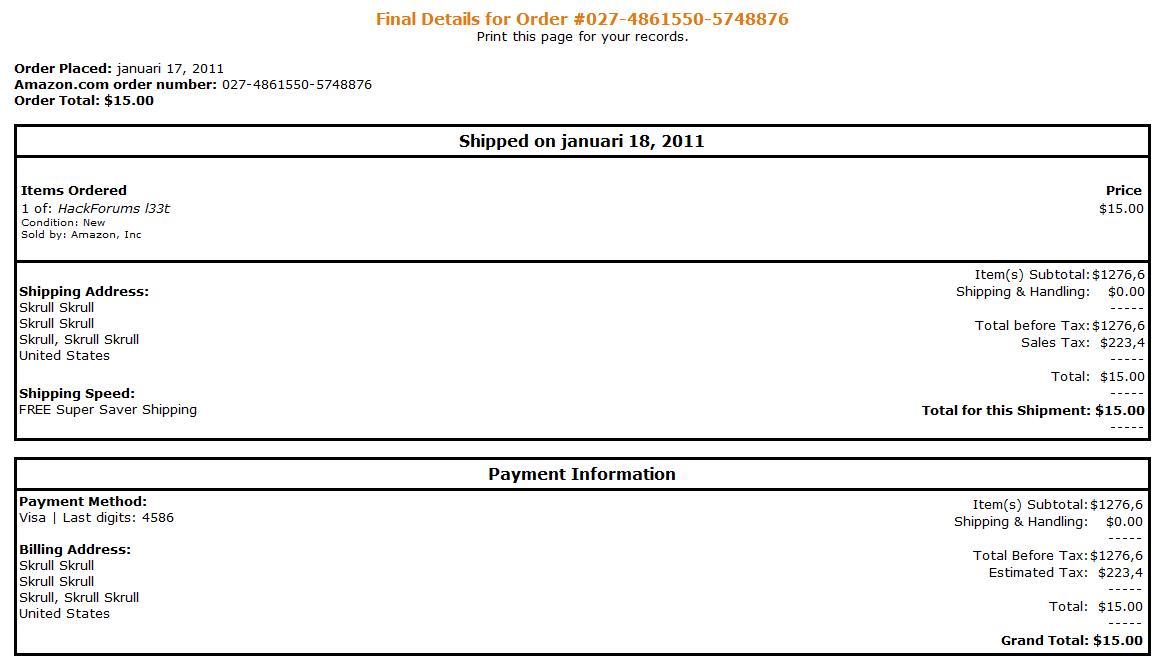 Final Details for Order #027-4861550-5748876
Print this page for your records.
Order Placed: januari 17, 2011
Amazon.com order number: 027-4861550-5748876
Order Total: $15.00
Shipped on januari 18, 2011
Items Ordered Price
1 of: HackForums l33t $15.00
Condition: New
Sold by: Amazon, Inc
Shipping Address:
Skrull Skrull
Skrull Skrull
Skrull, Skrull Skrull
United States
Shipping Speed:
FREE Super Saver Shipping
Item(s) Subtotal: $1276,6
Shipping & Handling: $0.00
-----
Total before Tax: $1276,6
Sales Tax: $223,4
-----
Total: $15.00
-----
Total for this Shipment: $15.00
-----
Payment Information
Payment Method:
Visa | Last digits: 4586
Billing Address:
Skrull Skrull
Skrull Skrull
Skrull, Skrull Skrull
United States
Item(s) Subtotal: $1276,6
Shipping & Handling: $0.00
-----
Total Before Tax: $1276,6
Estimated Tax: $223,4
-----
Total: $15.00
-----
Grand Total: $15.00